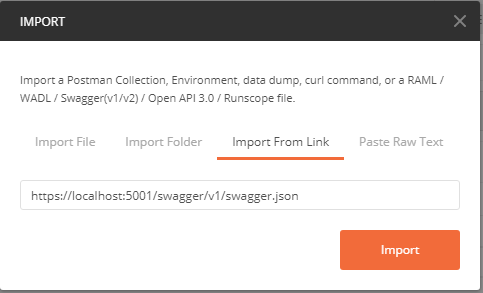 IMPORT
Import a Postman Collection, Environment, data dump, curl command, or a RAML /
WADL / Swagger(v1/v2) / Open API 3.0 / Runscope file.
Import File Import Folder Import From Link Paste Raw Text
https://localhost:5001/swagger/v1/swagger.json
Import